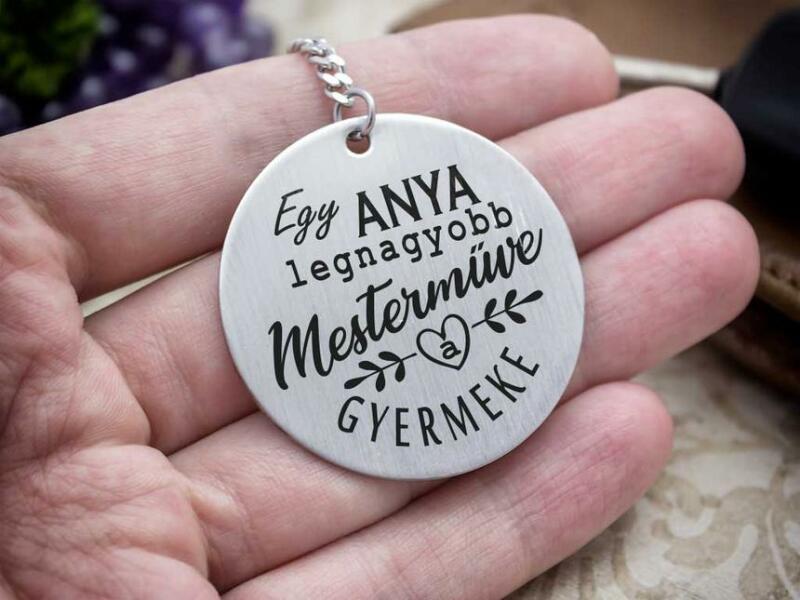 Egy ANYA
legnagyobb
Mesterműve
a
GYERMEKE